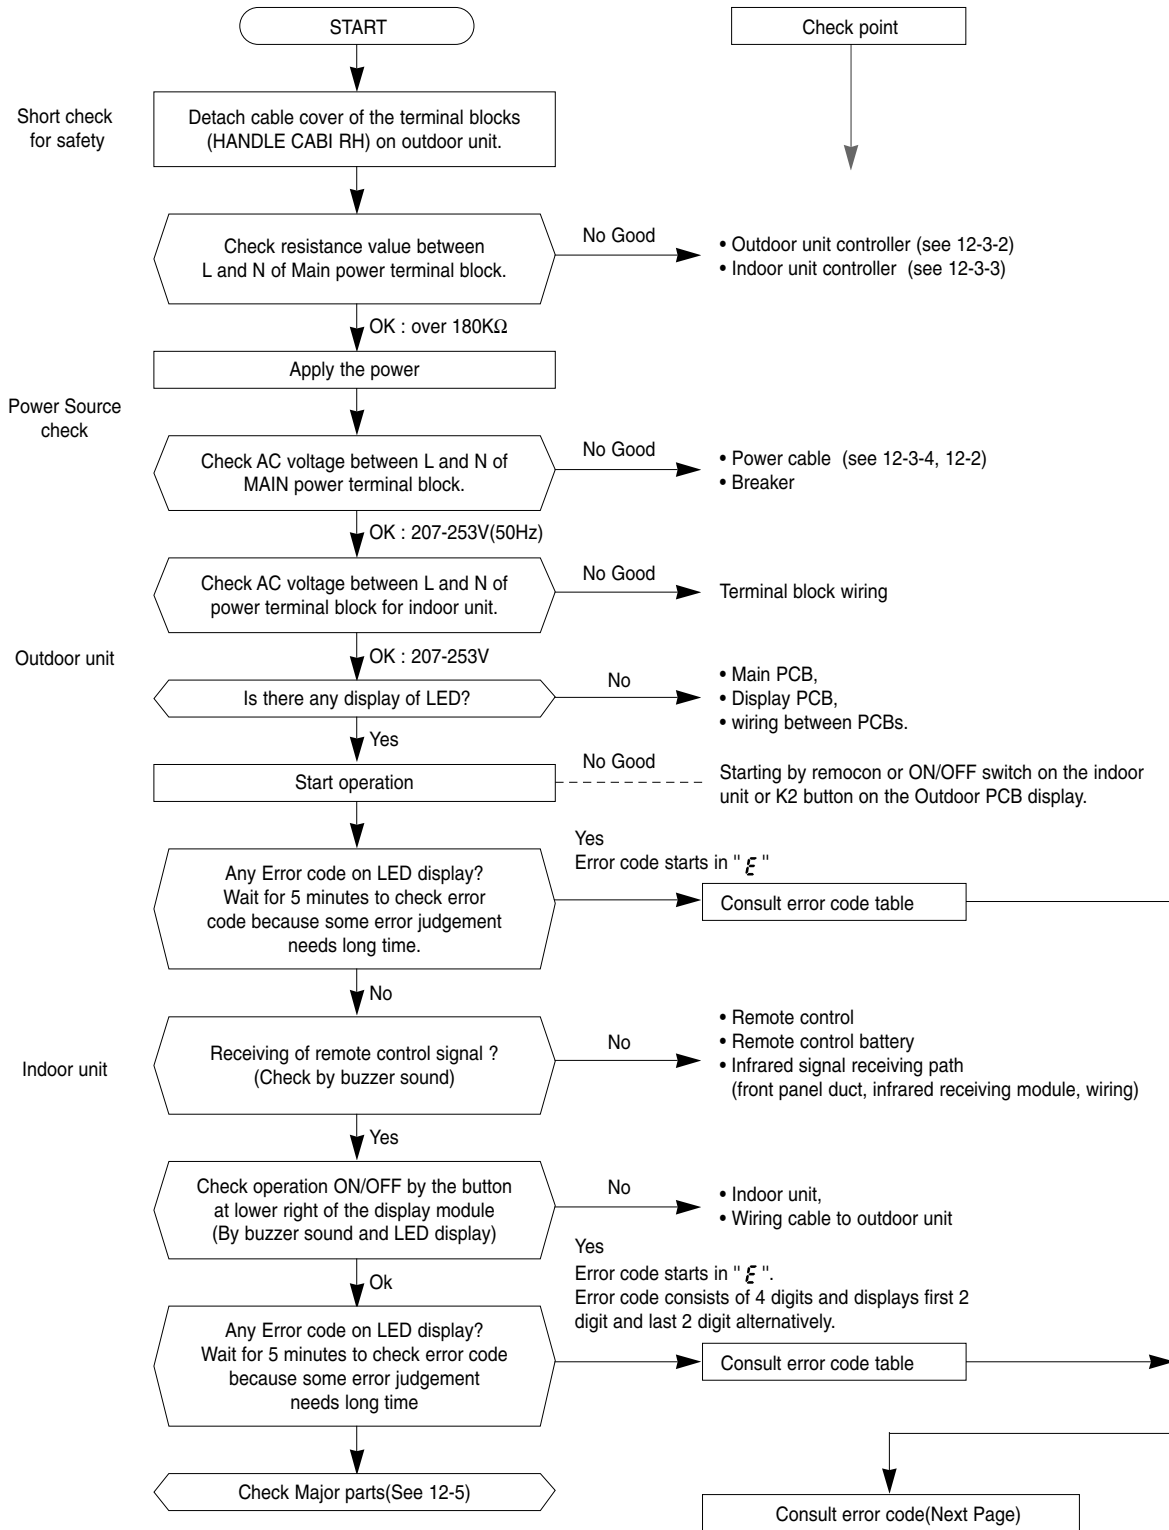 START
Check point
Short check
for safety
Detach cable cover of the terminal blocks
(HANDLE CABI RH) on outdoor unit.
Check resistance value between
L and N of Main power terminal block.
No Good
• Outdoor unit controller (see 12-3-2)
• Indoor unit controller (see 12-3-3)
OK : over 180KΩ
Apply the power
Power Source
check
Check AC voltage between L and N of
MAIN power terminal block.
No Good
• Power cable (see 12-3-4, 12-2)
• Breaker
OK : 207-253V(50Hz)
Check AC voltage between L and N of
power terminal block for indoor unit.
No Good
Terminal block wiring
Outdoor unit
OK : 207-253V
Is there any display of LED?
No
• Main PCB,
• Display PCB,
• wiring between PCBs.
Yes
Start operation
No Good
Starting by remocon or ON/OFF switch on the indoor
unit or K2 button on the Outdoor PCB display.
Any Error code on LED display?
Wait for 5 minutes to check error
code because some error judgement
needs long time.
Yes
Error code starts in " E "
Consult error code table
No
Indoor unit
Receiving of remote control signal ?
(Check by buzzer sound)
No
• Remote control
• Remote control battery
• Infrared signal receiving path
(front panel duct, infrared receiving module, wiring)
Yes
Check operation ON/OFF by the button
at lower right of the display module
(By buzzer sound and LED display)
No
• Indoor unit,
• Wiring cable to outdoor unit
Ok
Yes
Error code starts in " E ".
Error code consists of 4 digits and displays first 2
digit and last 2 digit alternatively.
Any Error code on LED display?
Wait for 5 minutes to check error code
because some error judgement
needs long time
Consult error code table
Check Major parts(See 12-5)
Consult error code(Next Page)